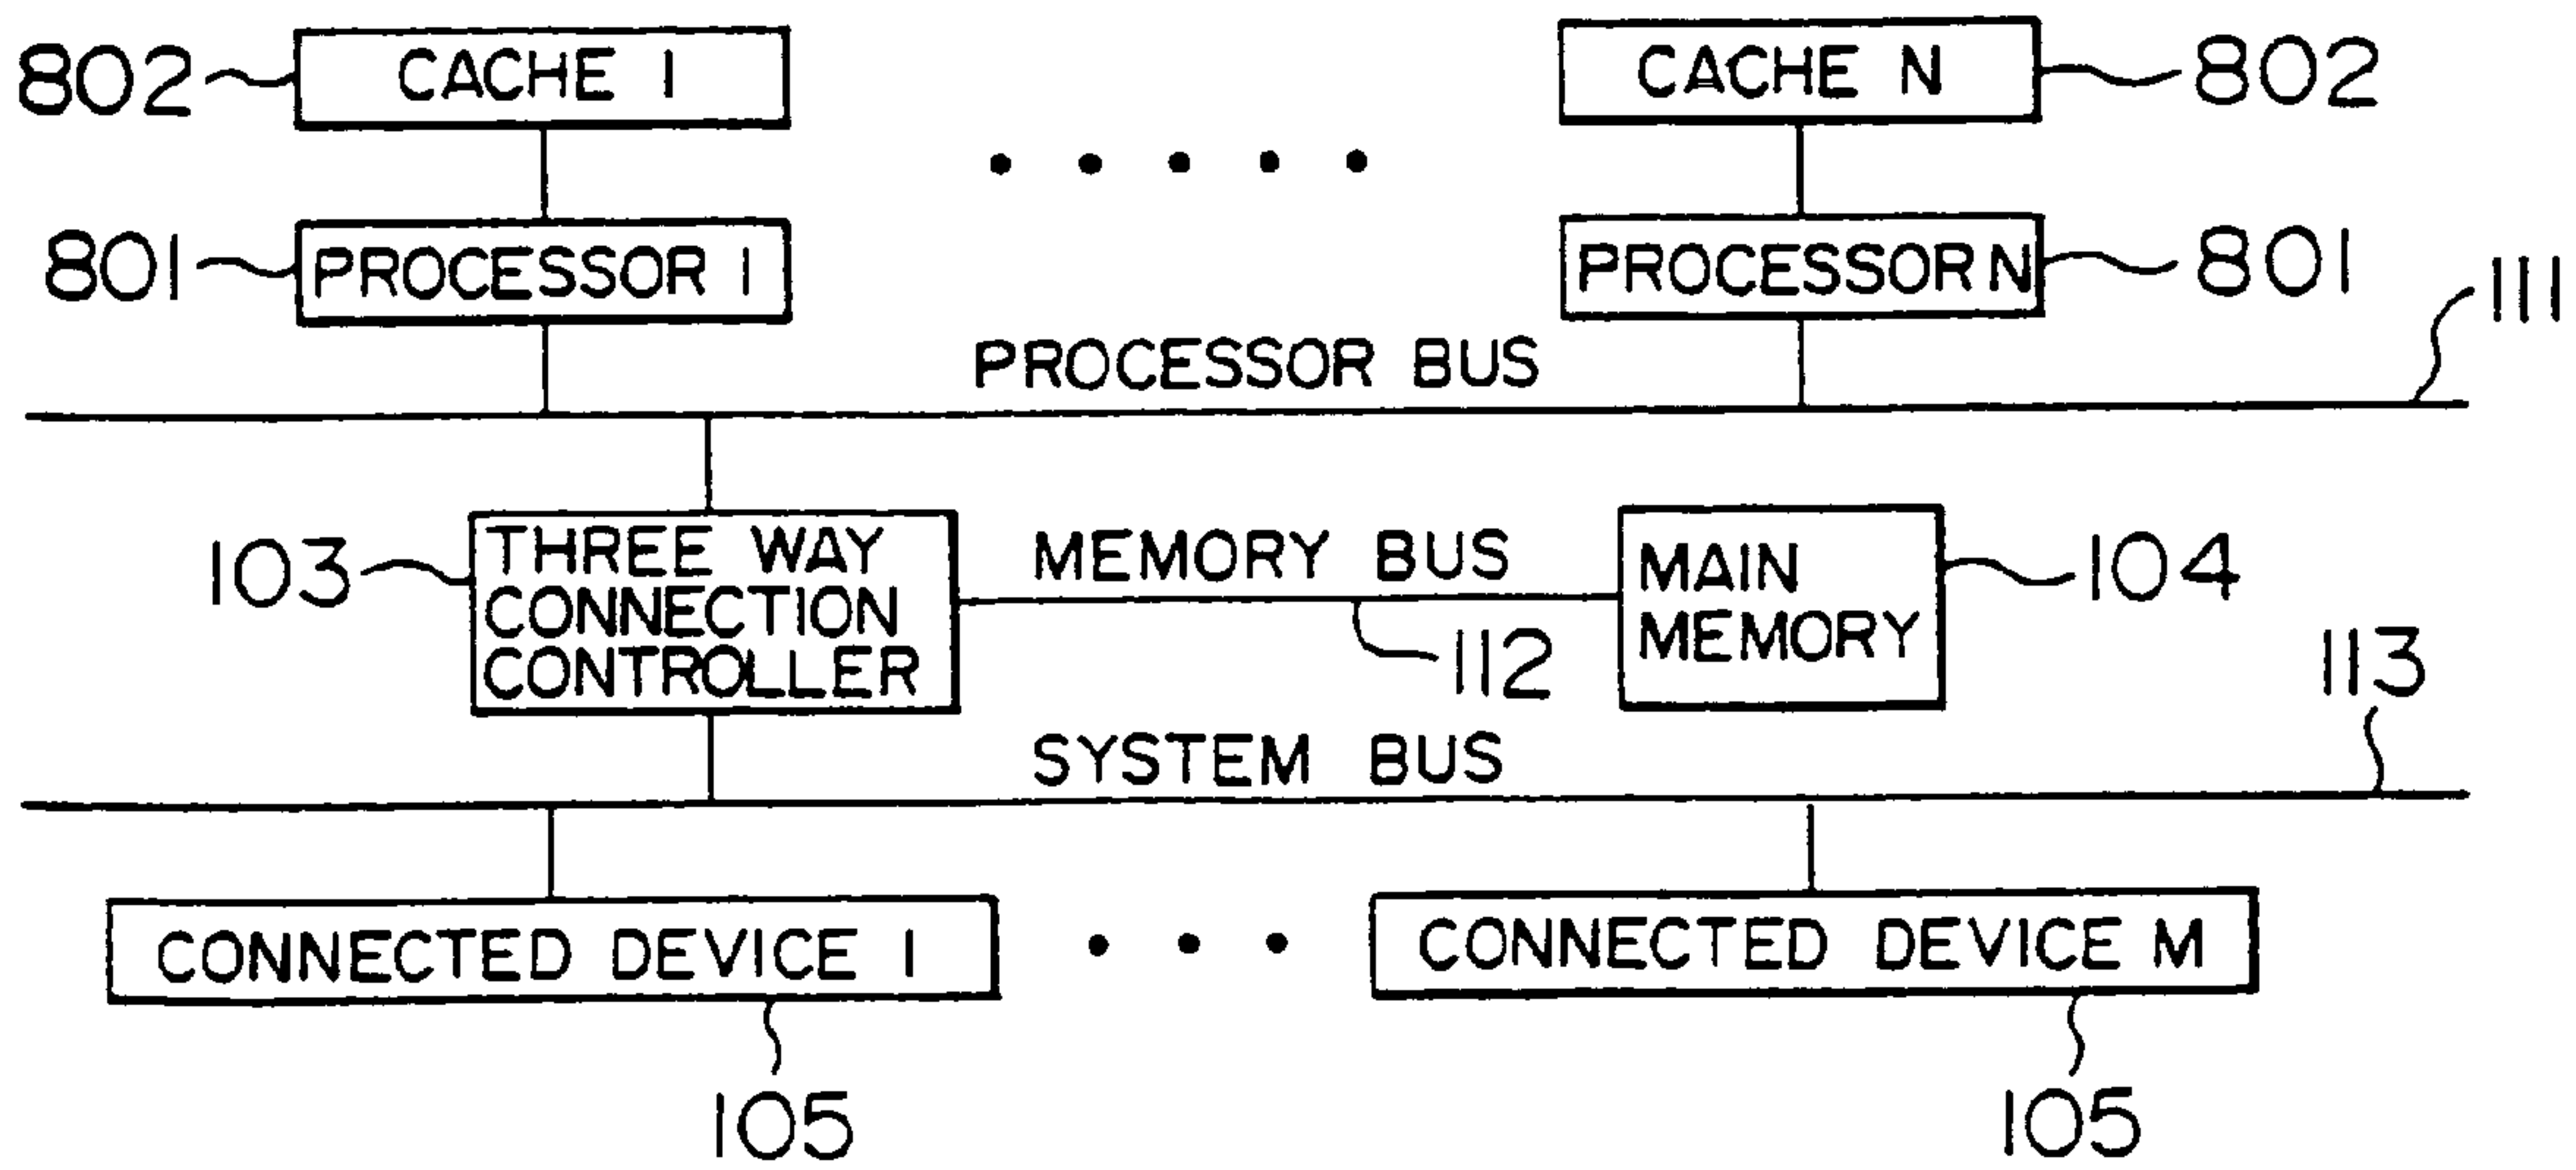 802
CACHE 1
CACHE N
802
801
PROCESSOR 1
PROCESSOR N
801
111
PROCESSOR BUS
103
THREE WAY
CONNECTION
CONTROLLER
MEMORY BUS
112
MAIN
MEMORY
104
113
SYSTEM BUS
CONNECTED DEVICE 1
CONNECTED DEVICE M
105
105